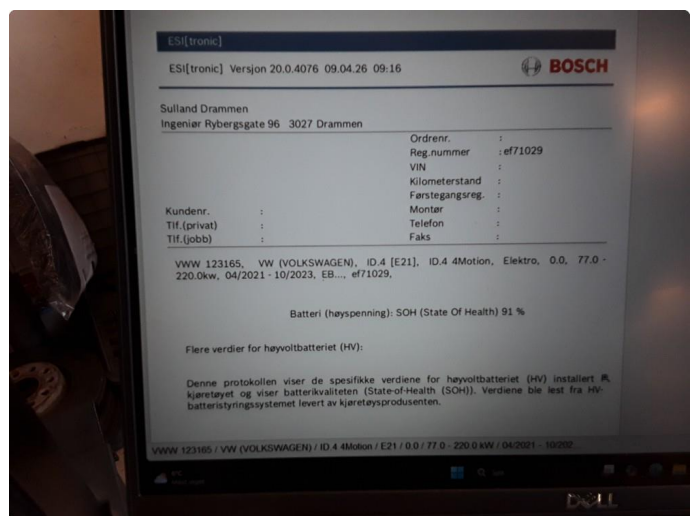 ESI[tronic]
ESI[tronic] Versjon 20.0.4076 09.04.26 09:16
BOSCH
Sulland Drammen
Ingeniør Rybergsgate 96 3027 Drammen
Ordrenr. :
Reg.nummer : ef71029
VIN :
Kilometerstand :
Førstegangsreg. :
Kundenr. : Montør :
Tlf.(privat) : Telefon :
Tlf.(jobb) : Faks :
VWW 123165, VW (VOLKSWAGEN), ID.4 [E21], ID.4 4Motion, Elektro, 0.0, 77.0 -
220.0kw, 04/2021 - 10/2023, EB..., ef71029,
Batteri (høyspenning): SOH (State Of Health) 91 %
Flere verdier for høyvoltbatteriet (HV):
Denne protokollen viser de spesifikke verdiene for høyvoltbatteriet (HV) installert
kjøretøyet og viser batterikvaliteten (State-of-Health (SOH)). Verdiene ble lest fra HV-
batteristyringssystemet levert av kjøretøysprodusenten.
VWW 123165 / VW (VOLKSWAGEN) / ID.4 4Motion / E21 / 0.0 / 77.0 - 220.0 kW / 04/2021 - 10/202
DELL